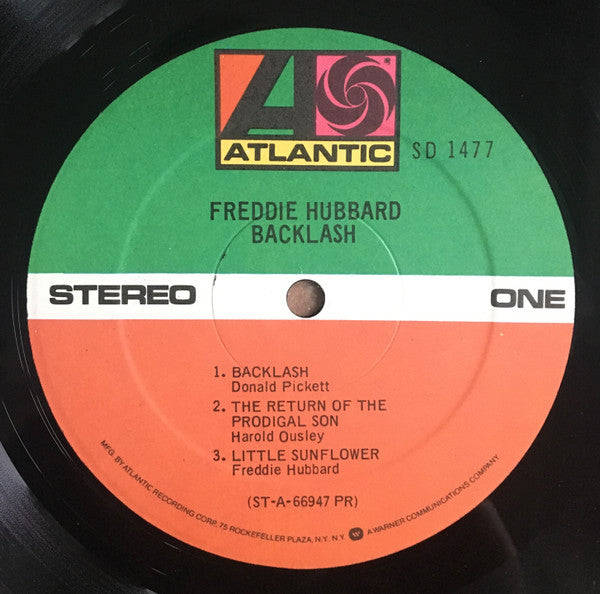 ATLANTIC
SD 1477
FREDDIE HUBBARD
BACKLASH
STEREO
ONE
1. BACKLASH
Donald Pickett
2. THE RETURN OF THE
PRODIGAL SON
Harold Ousley
3. LITTLE SUNFLOWER
Freddie Hubbard
(ST-A-66947 PR)
MFG. BY ATLANTIC RECORDING CORP. 75 ROCKEFELLER PLAZA, N.Y. N.Y. A WARNER COMMUNICATIONS COMPANY